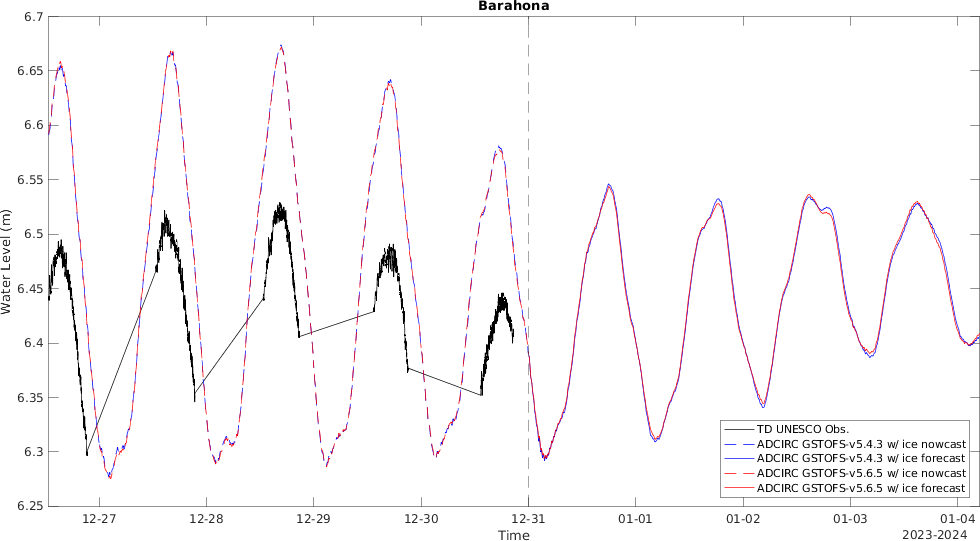 Barahona
6.7
6.65
6.6
6.55
6.5
6.45
6.4
6.35
6.3
6.25
Water Level (m)
TD UNESCO Obs.
ADCIRC GSTOFS-v5.4.3 w/ ice nowcast
ADCIRC GSTOFS-v5.4.3 w/ ice forecast
ADCIRC GSTOFS-v5.6.5 w/ ice nowcast
ADCIRC GSTOFS-v5.6.5 w/ ice forecast
12-27 12-28 12-29 12-30 12-31 01-01 01-02 01-03 01-04
Time
2023-2024